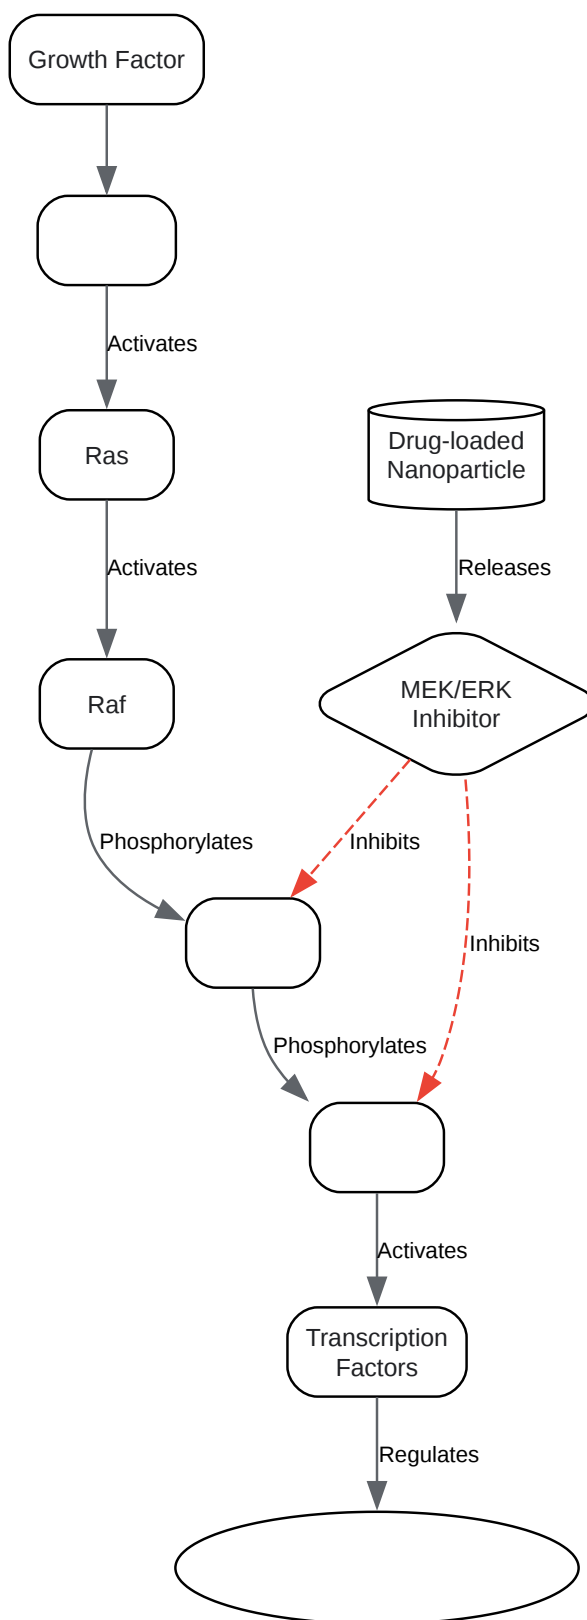 Growth Factor
Activates
Ras
Drug-loaded
Nanoparticle
Activates
Releases
Raf
MEK/ERK
Inhibitor
Phosphorylates
Inhibits
Inhibits
Phosphorylates
Activates
Transcription
Factors
Regulates